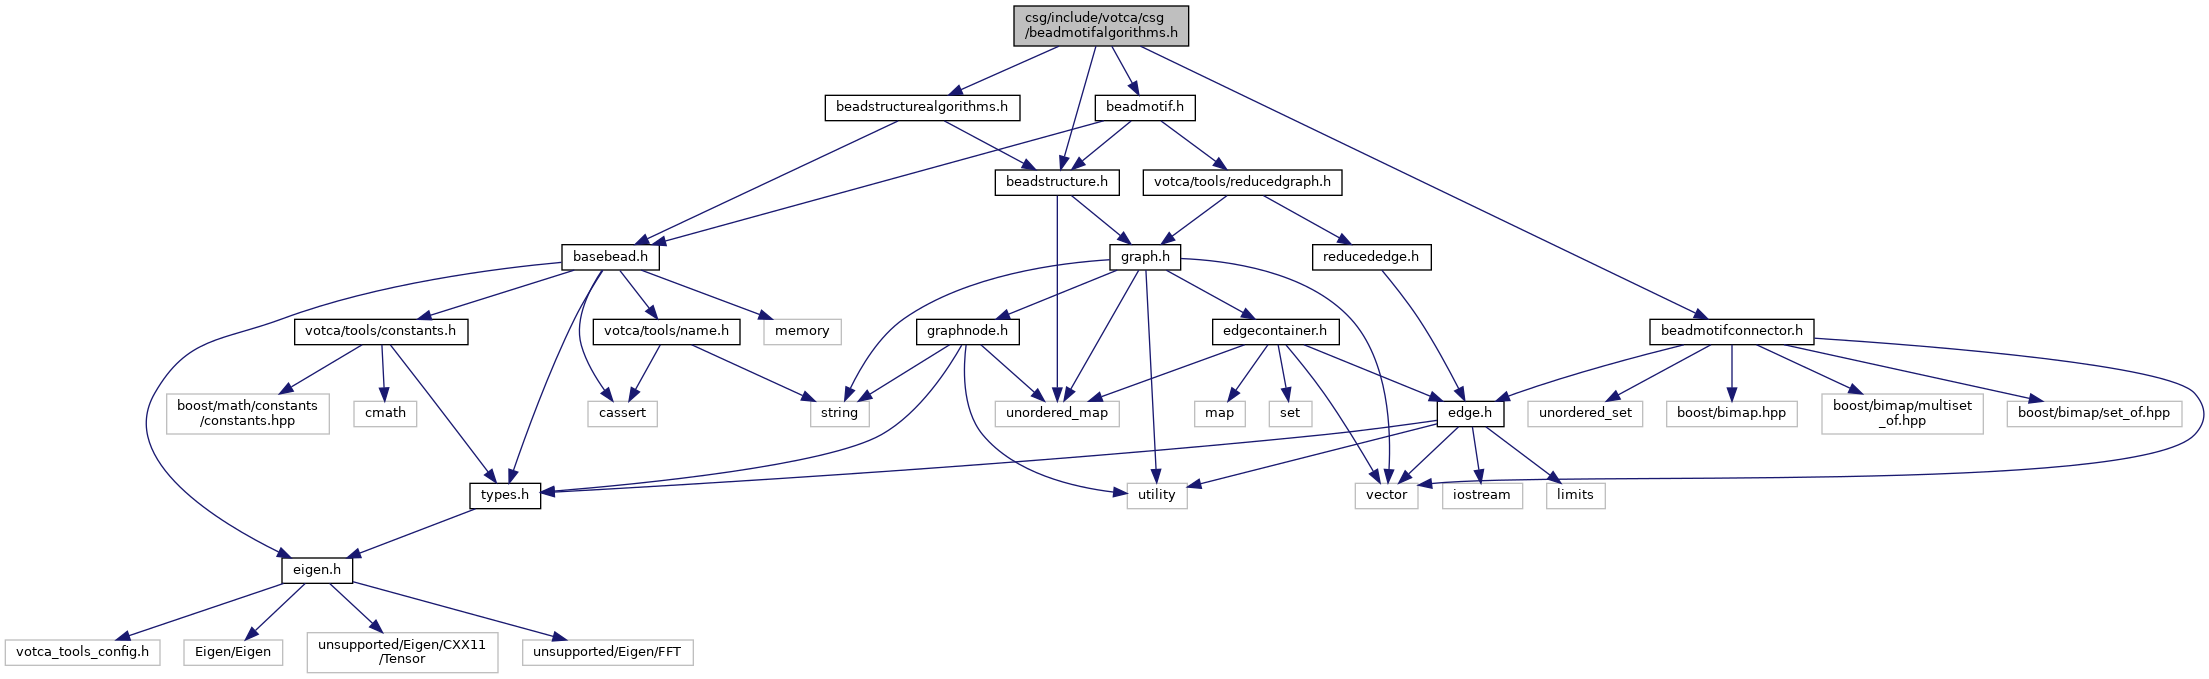 csg/include/votca/csg
/beadmotifalgorithms.h
beadstructurealgorithms.h
beadmotif.h
beadstructure.h
votca/tools/reducedgraph.h
basebead.h
graph.h
reducededge.h
votca/tools/constants.h
votca/tools/name.h
memory
graphnode.h
edgecontainer.h
beadmotifconnector.h
boost/math/constants
/constants.hpp
cmath
cassert
string
unordered_map
map
set
edge.h
unordered_set
boost/bimap.hpp
boost/bimap/multiset
_of.hpp
boost/bimap/set_of.hpp
types.h
utility
vector
iostream
limits
eigen.h
votca_tools_config.h
Eigen/Eigen
unsupported/Eigen/CXX11
/Tensor
unsupported/Eigen/FFT